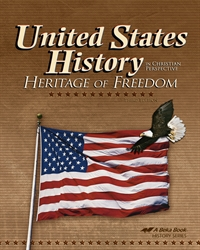 United States
History
IN CHRISTIAN
PERSPECTIVE
HERITAGE OF FREEDOM
A Beka Book
HISTORY SERIES